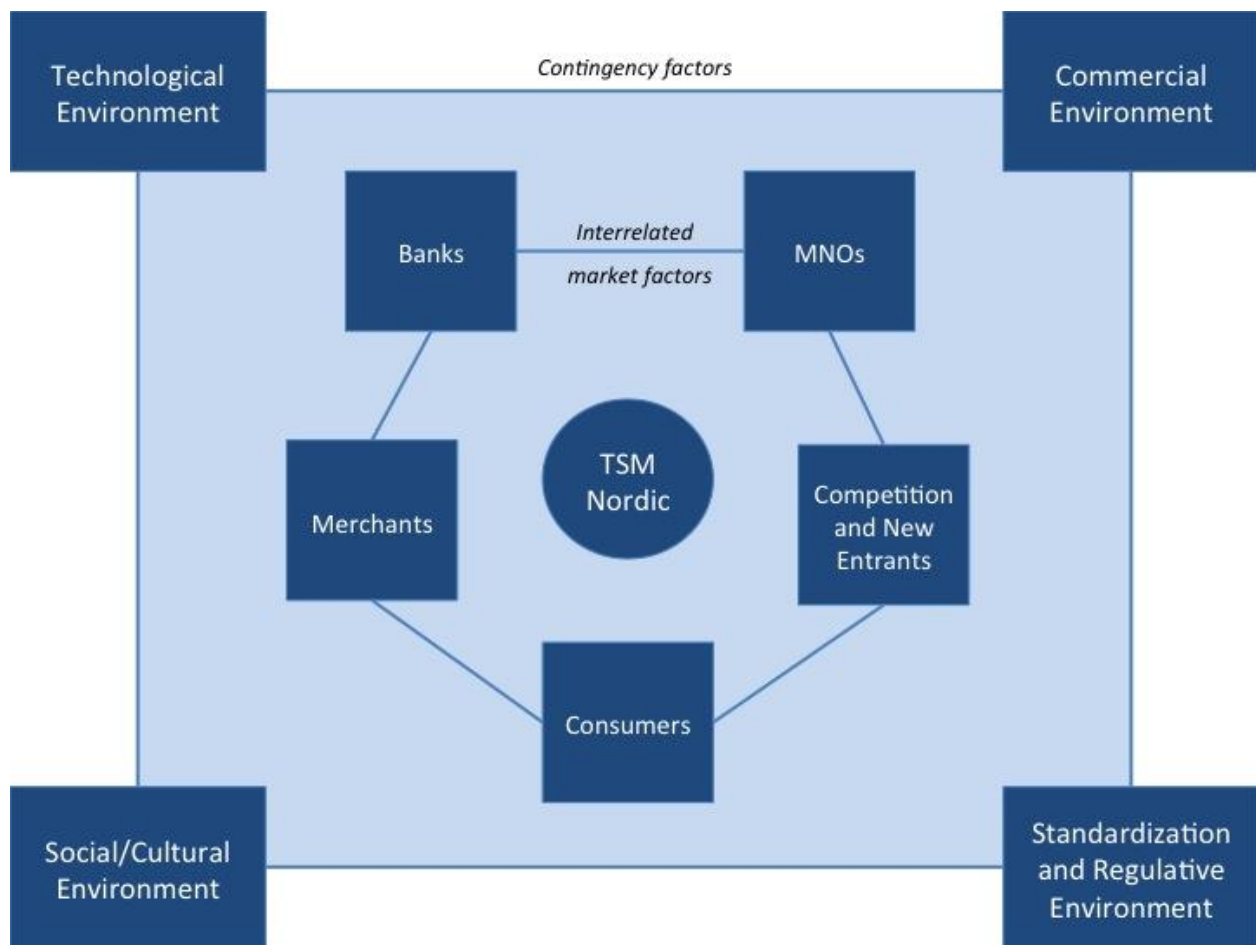 Technological
Environment
Contingency factors
Commercial
Environment
Banks
Interrelated
market factors
MNOs
Merchants
TSM
Nordic
Competition
and New
Entrants
Consumers
Social/Cultural
Environment
Standardization
and Regulative
Environment